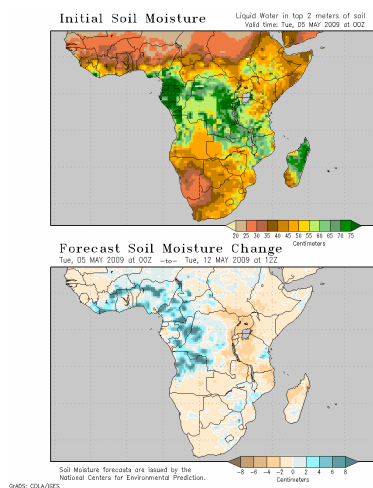 Initial Soil Moisture
Liquid Water in top 2 meters of soil
Valid time: Tue, 05 MAY 2009 at 00Z
20 25 30 35 40 45 50 55 60 65 70 75
Centimeters
Forecast Soil Moisture Change
Tue, 05 MAY 2009 at 00Z -to- Tue, 12 MAY 2009 at 12Z
-8 -6 -4 -2 0 2 4 6 8
Centimeters
Soil Moisture forecasts are issued by the
National Centers for Environmental Prediction.
GrADS: COLA/IGES